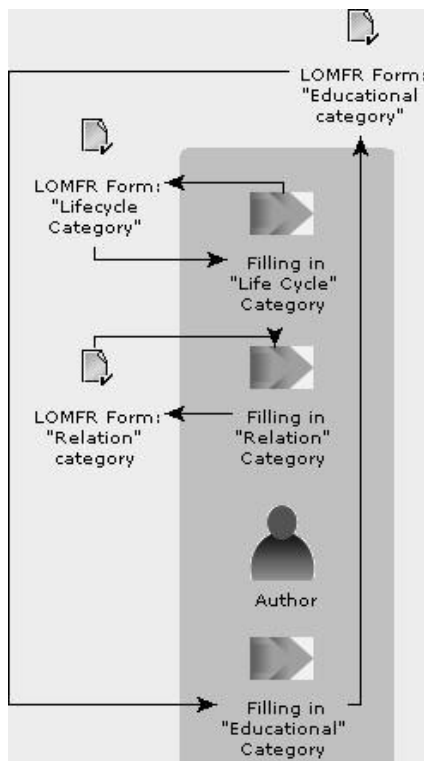 LOMFR Form:
"Educational
category"
LOMFR Form:
"Lifecycle
Category"
Filling in
"Life Cycle"
Category
LOMFR Form:
"Relation"
category
Filling in
"Relation"
Category
Author
Filling in
"Educational"
Category